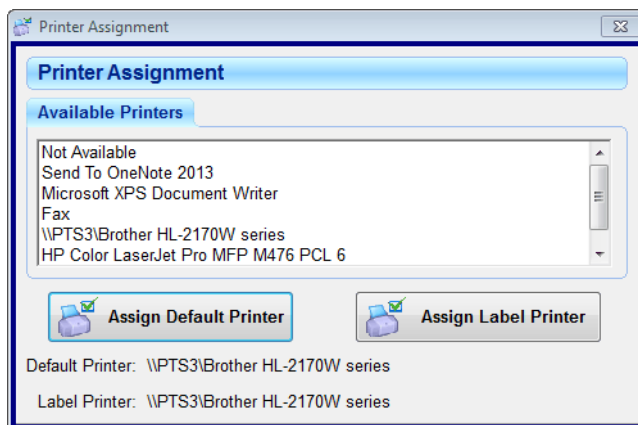 Printer Assignment
Printer Assignment
Available Printers
Not Available
Send To OneNote 2013
Microsoft XPS Document Writer
Fax
\\PTS3\Brother HL-2170W series
HP Color LaserJet Pro MFP M476 PCL 6
Assign Default Printer Assign Label Printer
Default Printer: \\PTS3\Brother HL-2170W series
Label Printer: \\PTS3\Brother HL-2170W series